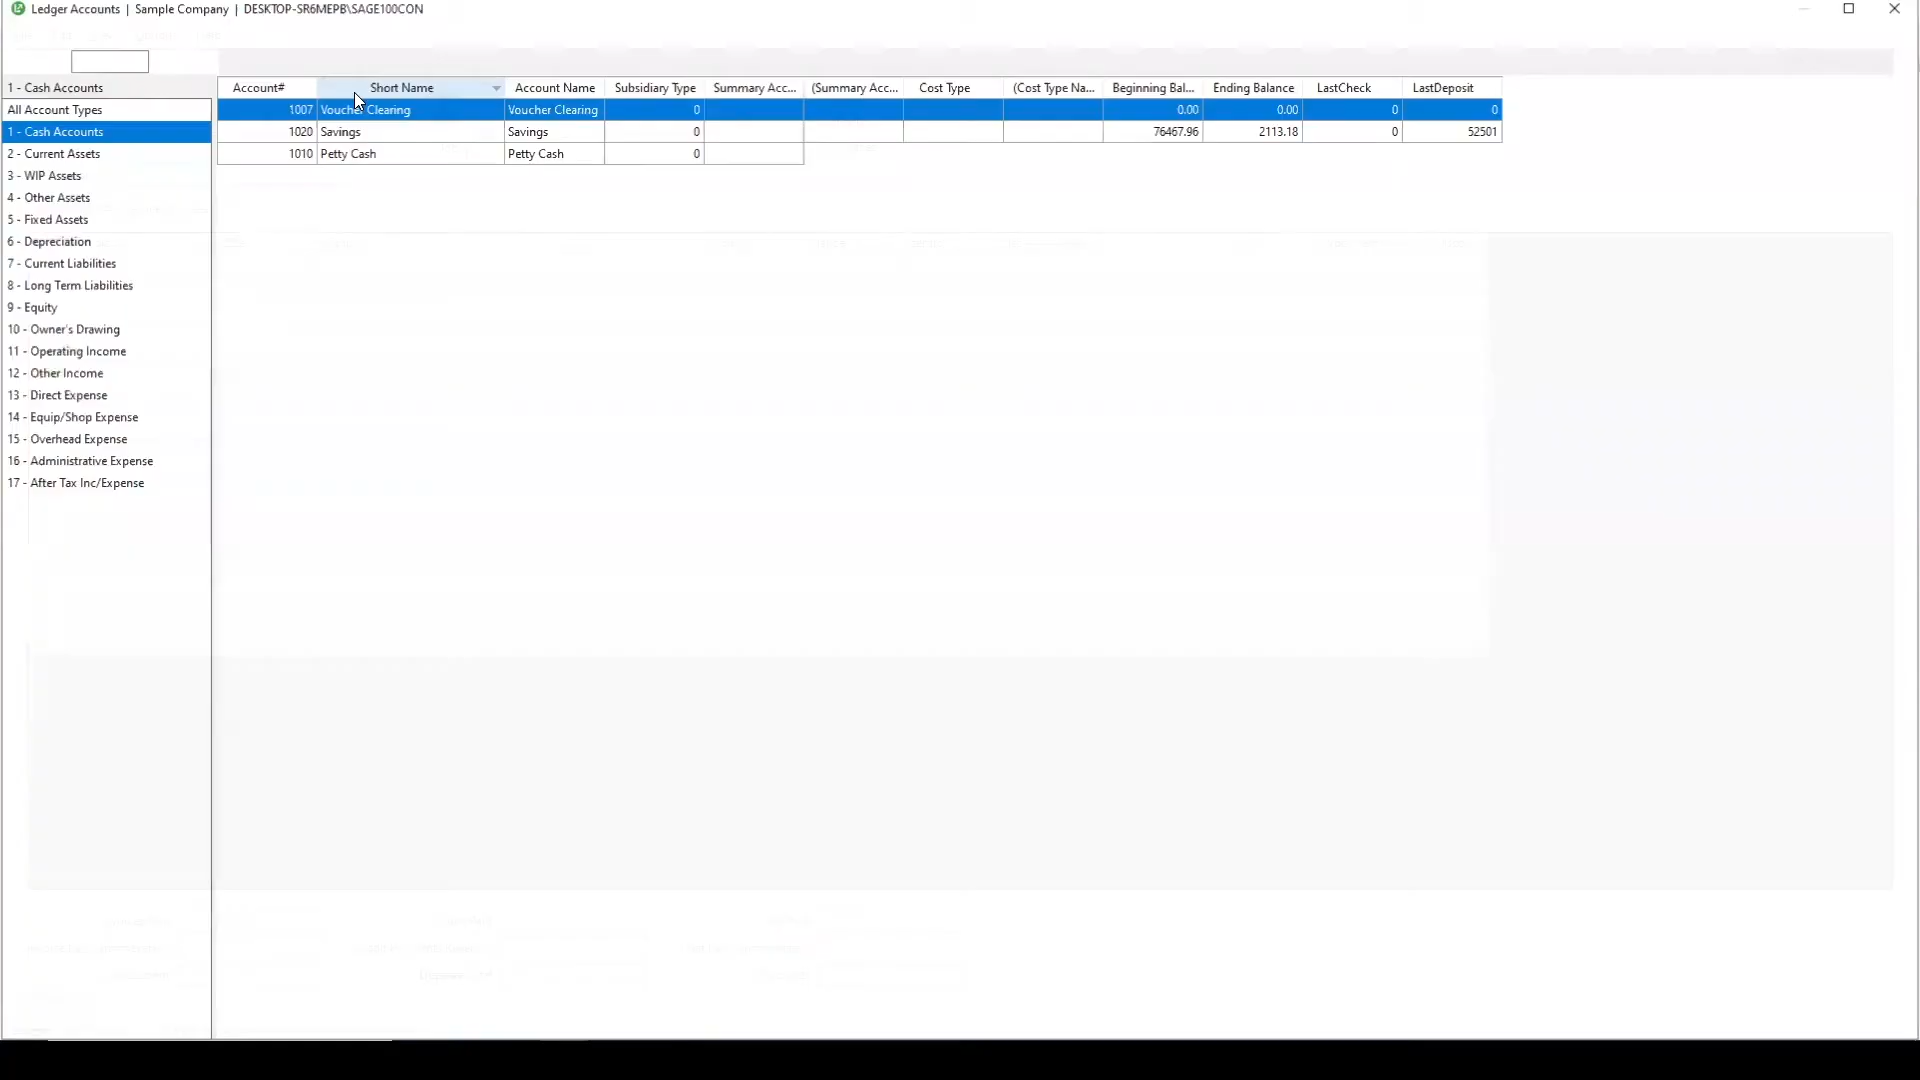 Ledger Accounts | Sample Company | DESKTOP-SR6MEPB\SAGE100CON
1 - Cash Accounts
All Account Types
1 - Cash Accounts
2 - Current Assets
3 - WIP Assets
4 - Other Assets
5 - Fixed Assets
6 - Depreciation
7 - Current Liabilities
8 - Long Term Liabilities
9 - Equity
10 - Owner's Drawing
11 - Operating Income
12 - Other Income
13 - Direct Expense
14 - Equip/Shop Expense
15 - Overhead Expense
16 - Administrative Expense
17 - After Tax Inc/Expense
Account# Short Name Account Name Subsidiary Type Summary Acc... (Summary Acc... Cost Type (Cost Type Na... Beginning Bal... Ending Balance LastCheck LastDeposit
1007 Voucher Clearing Voucher Clearing 0 0.00 0.00 0 0
1020 Savings Savings 0 76467.96 2113.18 0 52501
1010 Petty Cash Petty Cash 0